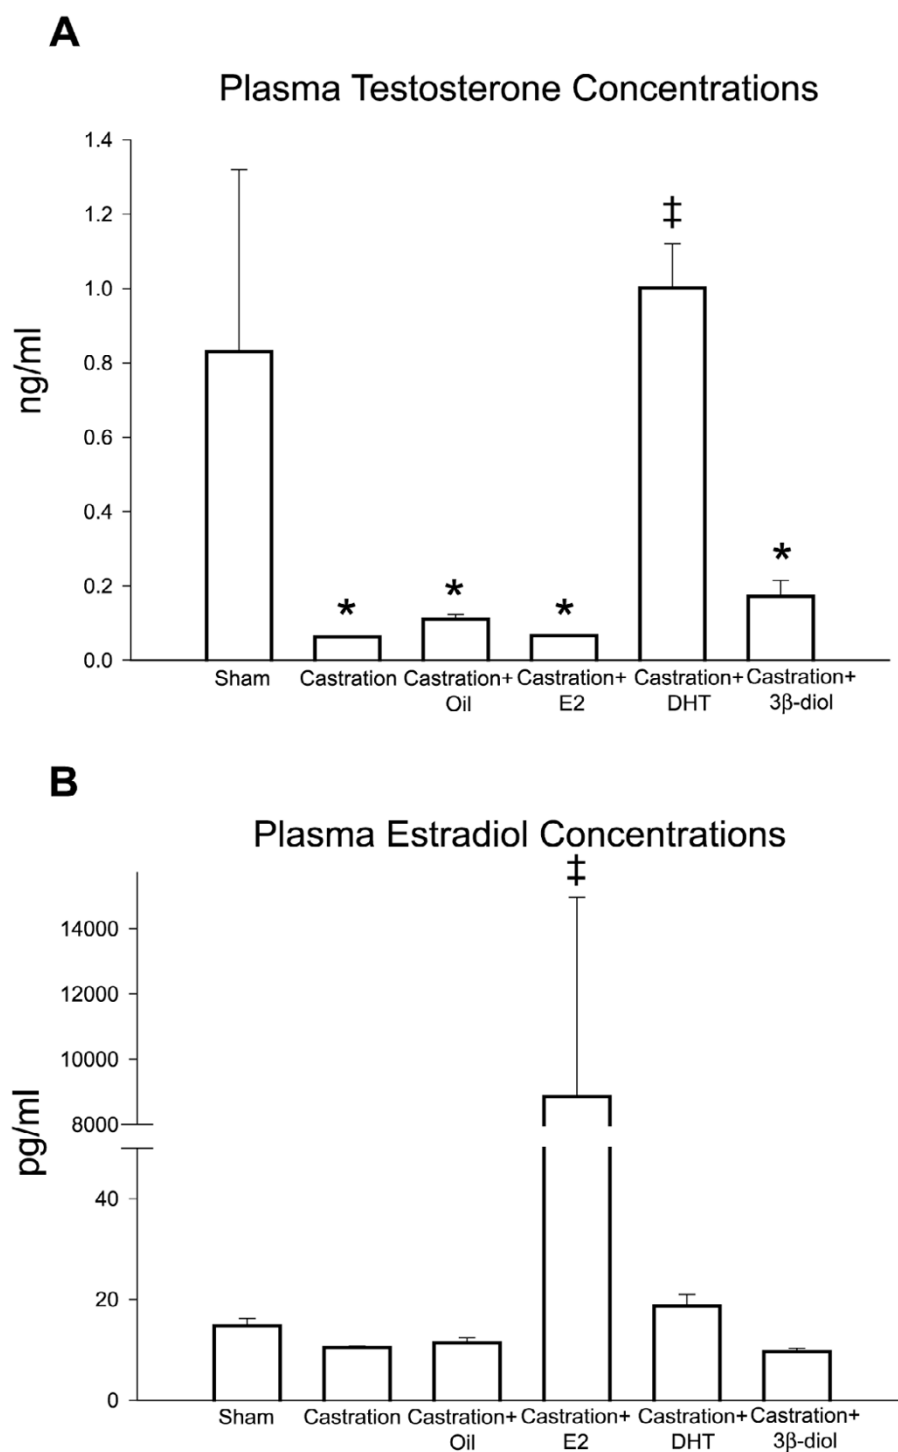 A
Plasma Testosterone Concentrations
ng/ml
1.4
1.2
1.0
0.8
0.6
0.4
0.2
0.0
‡
*
*
*
*
Sham Castration Castration+ Castration+ Castration+ Castration+
Oil E2 DHT 3β-diol
B
Plasma Estradiol Concentrations
‡
pg/ml
14000
12000
10000
8000
40
20
0
Sham Castration Castration+ Castration+ Castration+ Castration+
Oil E2 DHT 3β-diol